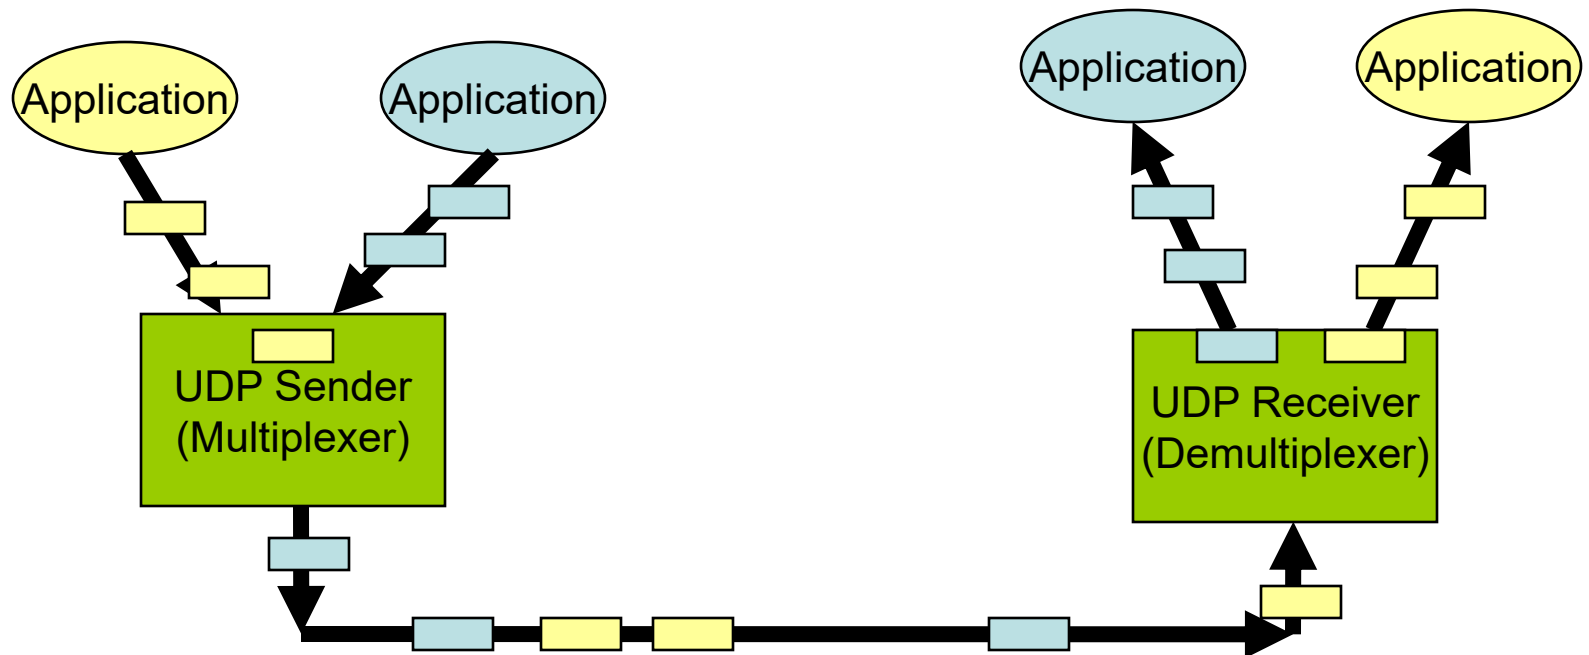 Application
Application
Application
Application
UDP Sender
(Multiplexer)
UDP Receiver
(Demultiplexer)